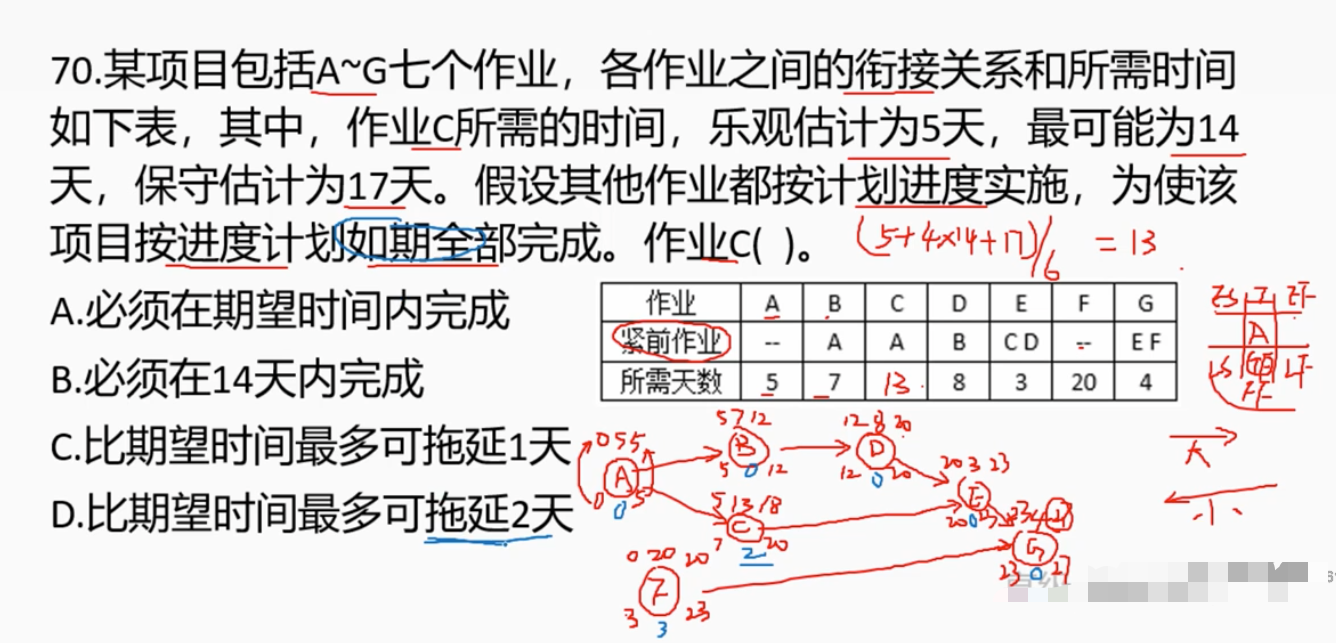 70.某项目包括A~G七个作业，各作业之间的衔接关系和所需时间
如下表，其中，作业C所需的时间，乐观估计为5天，最可能为14
天，保守估计为17天。假设其他作业都按计划进度实施，为使该
项目按进度计划如期全部完成。作业C( )。
(5+4×14+17)/6 = 13
A.必须在期望时间内完成
B.必须在14天内完成
C.比期望时间最多可拖延1天
D.比期望时间最多可拖延2天
作业 A B C D E F G
紧前作业 -- A A B C D -- E F
所需天数 5 7 13 8 3 20 4
ES EF
A
LS LF
FF
大
小
0 5 5
A
0 0 5
5 7 12
B
5 0 12
12 8 20
D
12 0 20
5 13 18
C
7 2 20
20 3 23
E
20 0 23
23 4 27
G
23 0 27
0 20 20
F
3 3 23